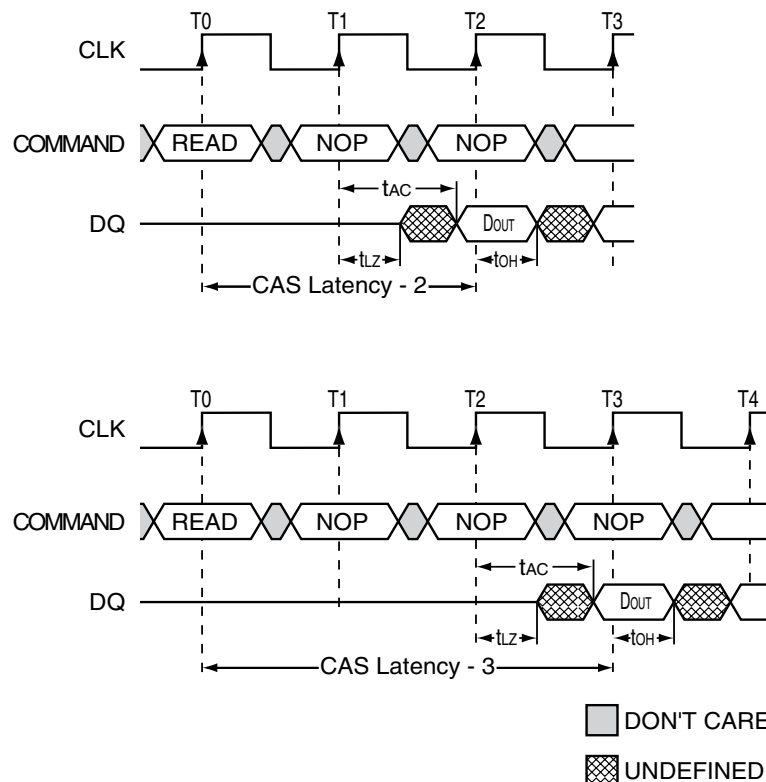 T0 T1 T2 T3
CLK
COMMAND READ NOP NOP
tAC
DQ DOUT
tLZ tOH
CAS Latency - 2
T0 T1 T2 T3 T4
CLK
COMMAND READ NOP NOP NOP
tAC
DQ DOUT
tLZ tOH
CAS Latency - 3
DON'T CARE
UNDEFINED